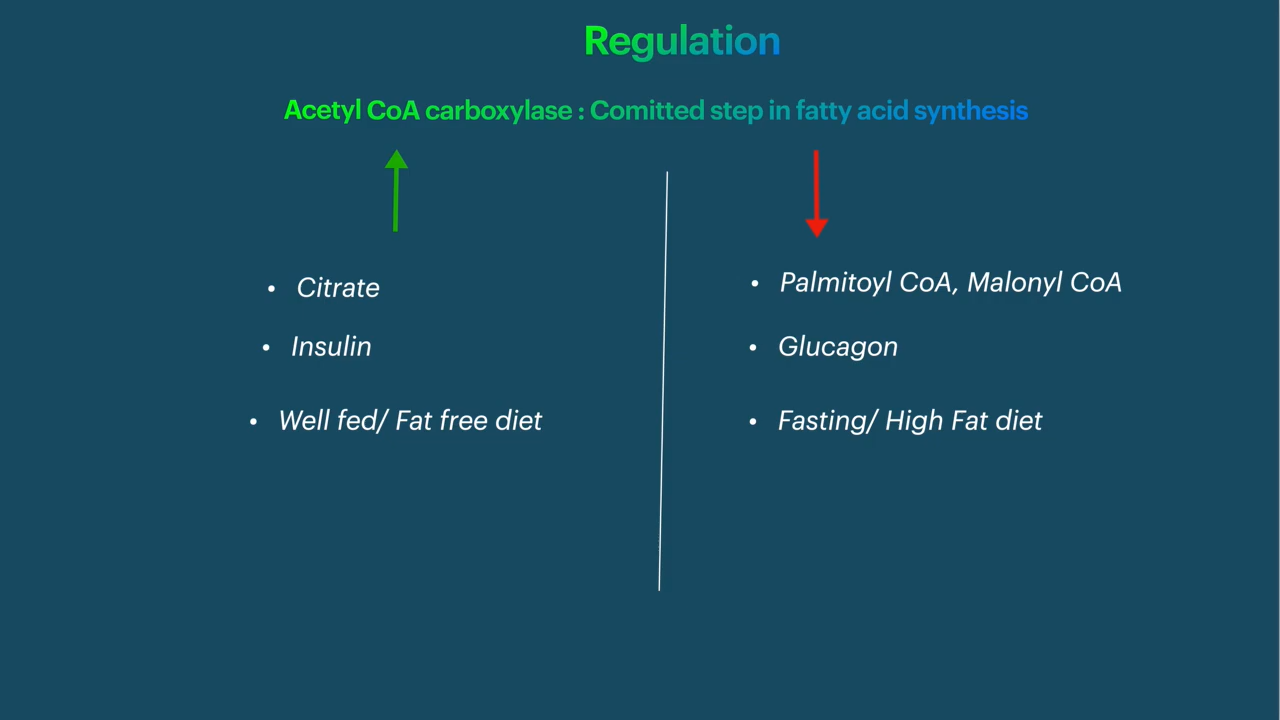 Regulation
Acetyl CoA carboxylase : Comitted step in fatty acid synthesis
• Citrate
• Insulin
• Well fed/ Fat free diet
• Palmitoyl CoA, Malonyl CoA
• Glucagon
• Fasting/ High Fat diet